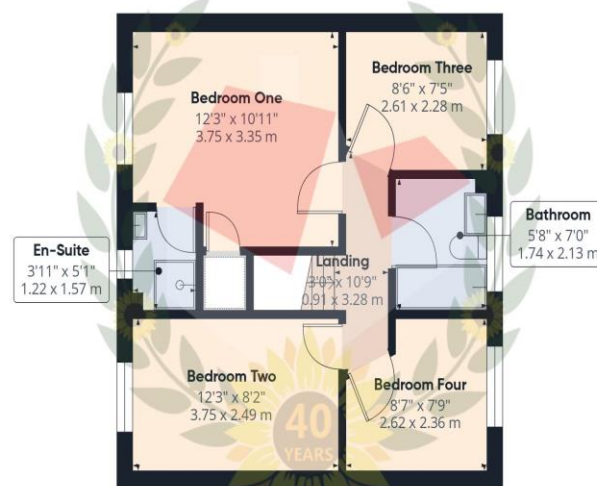 Bedroom One
12'3" x 10'11"
3.75 x 3.35 m
Bedroom Three
8'6" x 7'5"
2.61 x 2.28 m
En-Suite
3'11" x 5'1"
1.22 x 1.57 m
Landing
3'0" x 10'9"
0.91 x 3.28 m
Bathroom
5'8" x 7'0"
1.74 x 2.13 m
Bedroom Two
12'3" x 8'2"
3.75 x 2.49 m
Bedroom Four
8'7" x 7'9"
2.62 x 2.36 m
40
YEARS